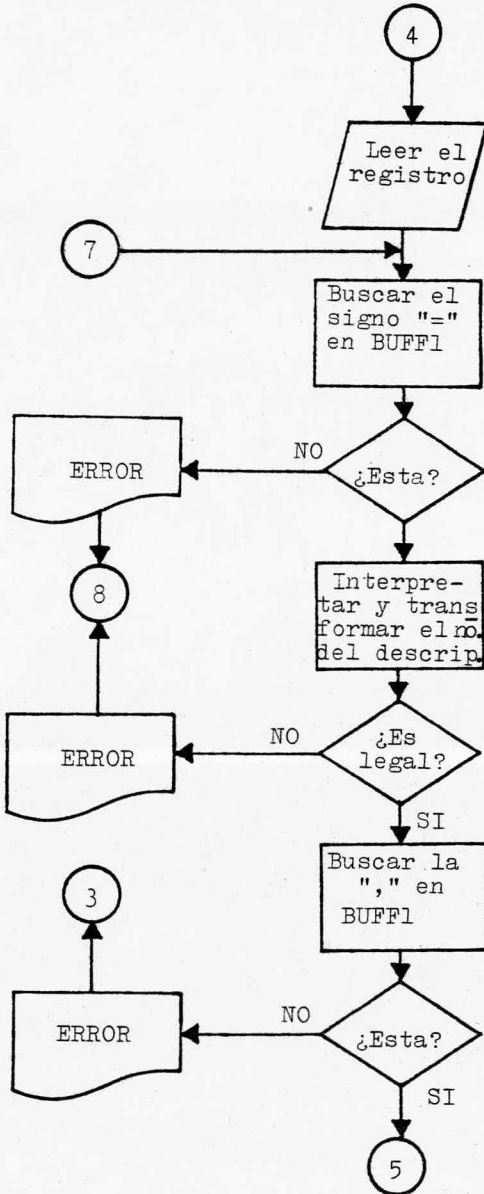 4
Leer el
registro
7
Buscar el
signo "="
en BUFF1
NO
ERROR
¿Esta?
8
Interpre-
tar y trans
formar el nō.
del descrip.
NO
ERROR
¿Es
legal?
SI
Buscar la
"," en
BUFF1
3
NO
ERROR
¿Esta?
SI
5